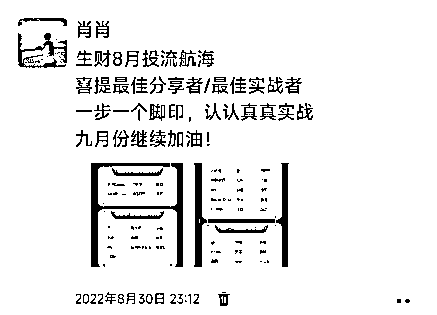 肖肖
生财8月投流航海
喜提最佳分享者/最佳实战者
一步一个脚印，认认真真实战
九月份继续加油！
2022年8月30日 23:12